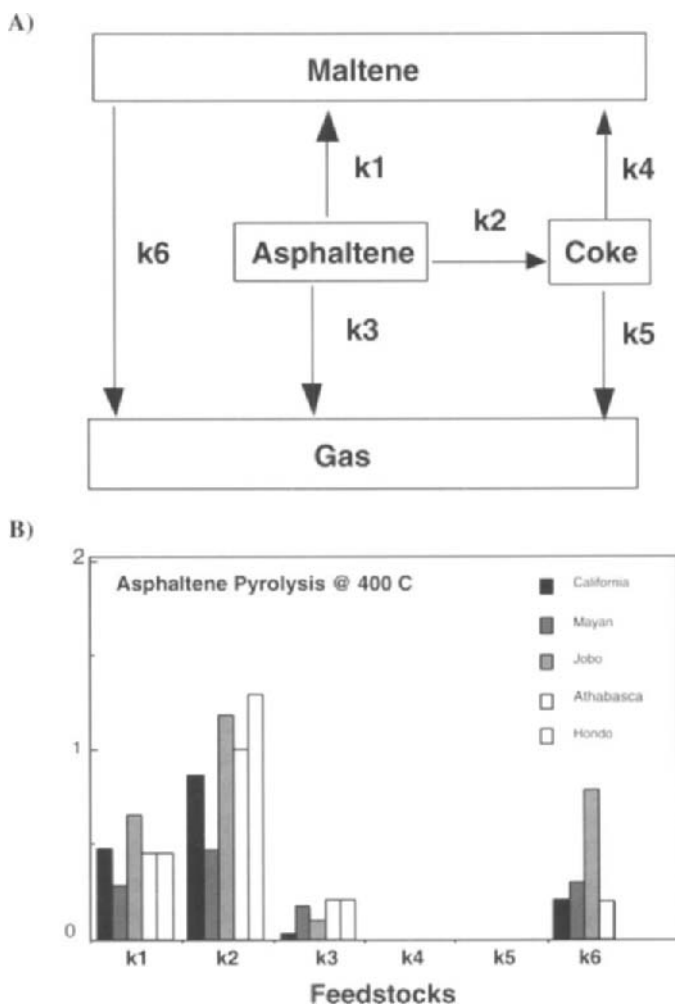 A)
Maltene
k1
k4
k2
k6
Asphaltene
Coke
k3
k5
Gas
B)
2
Asphaltene Pyrolysis @ 400 C
California
Mayan
Jobo
1
Athabasca
Hondo
0
k1 k2 k3 k4 k5 k6
Feedstocks